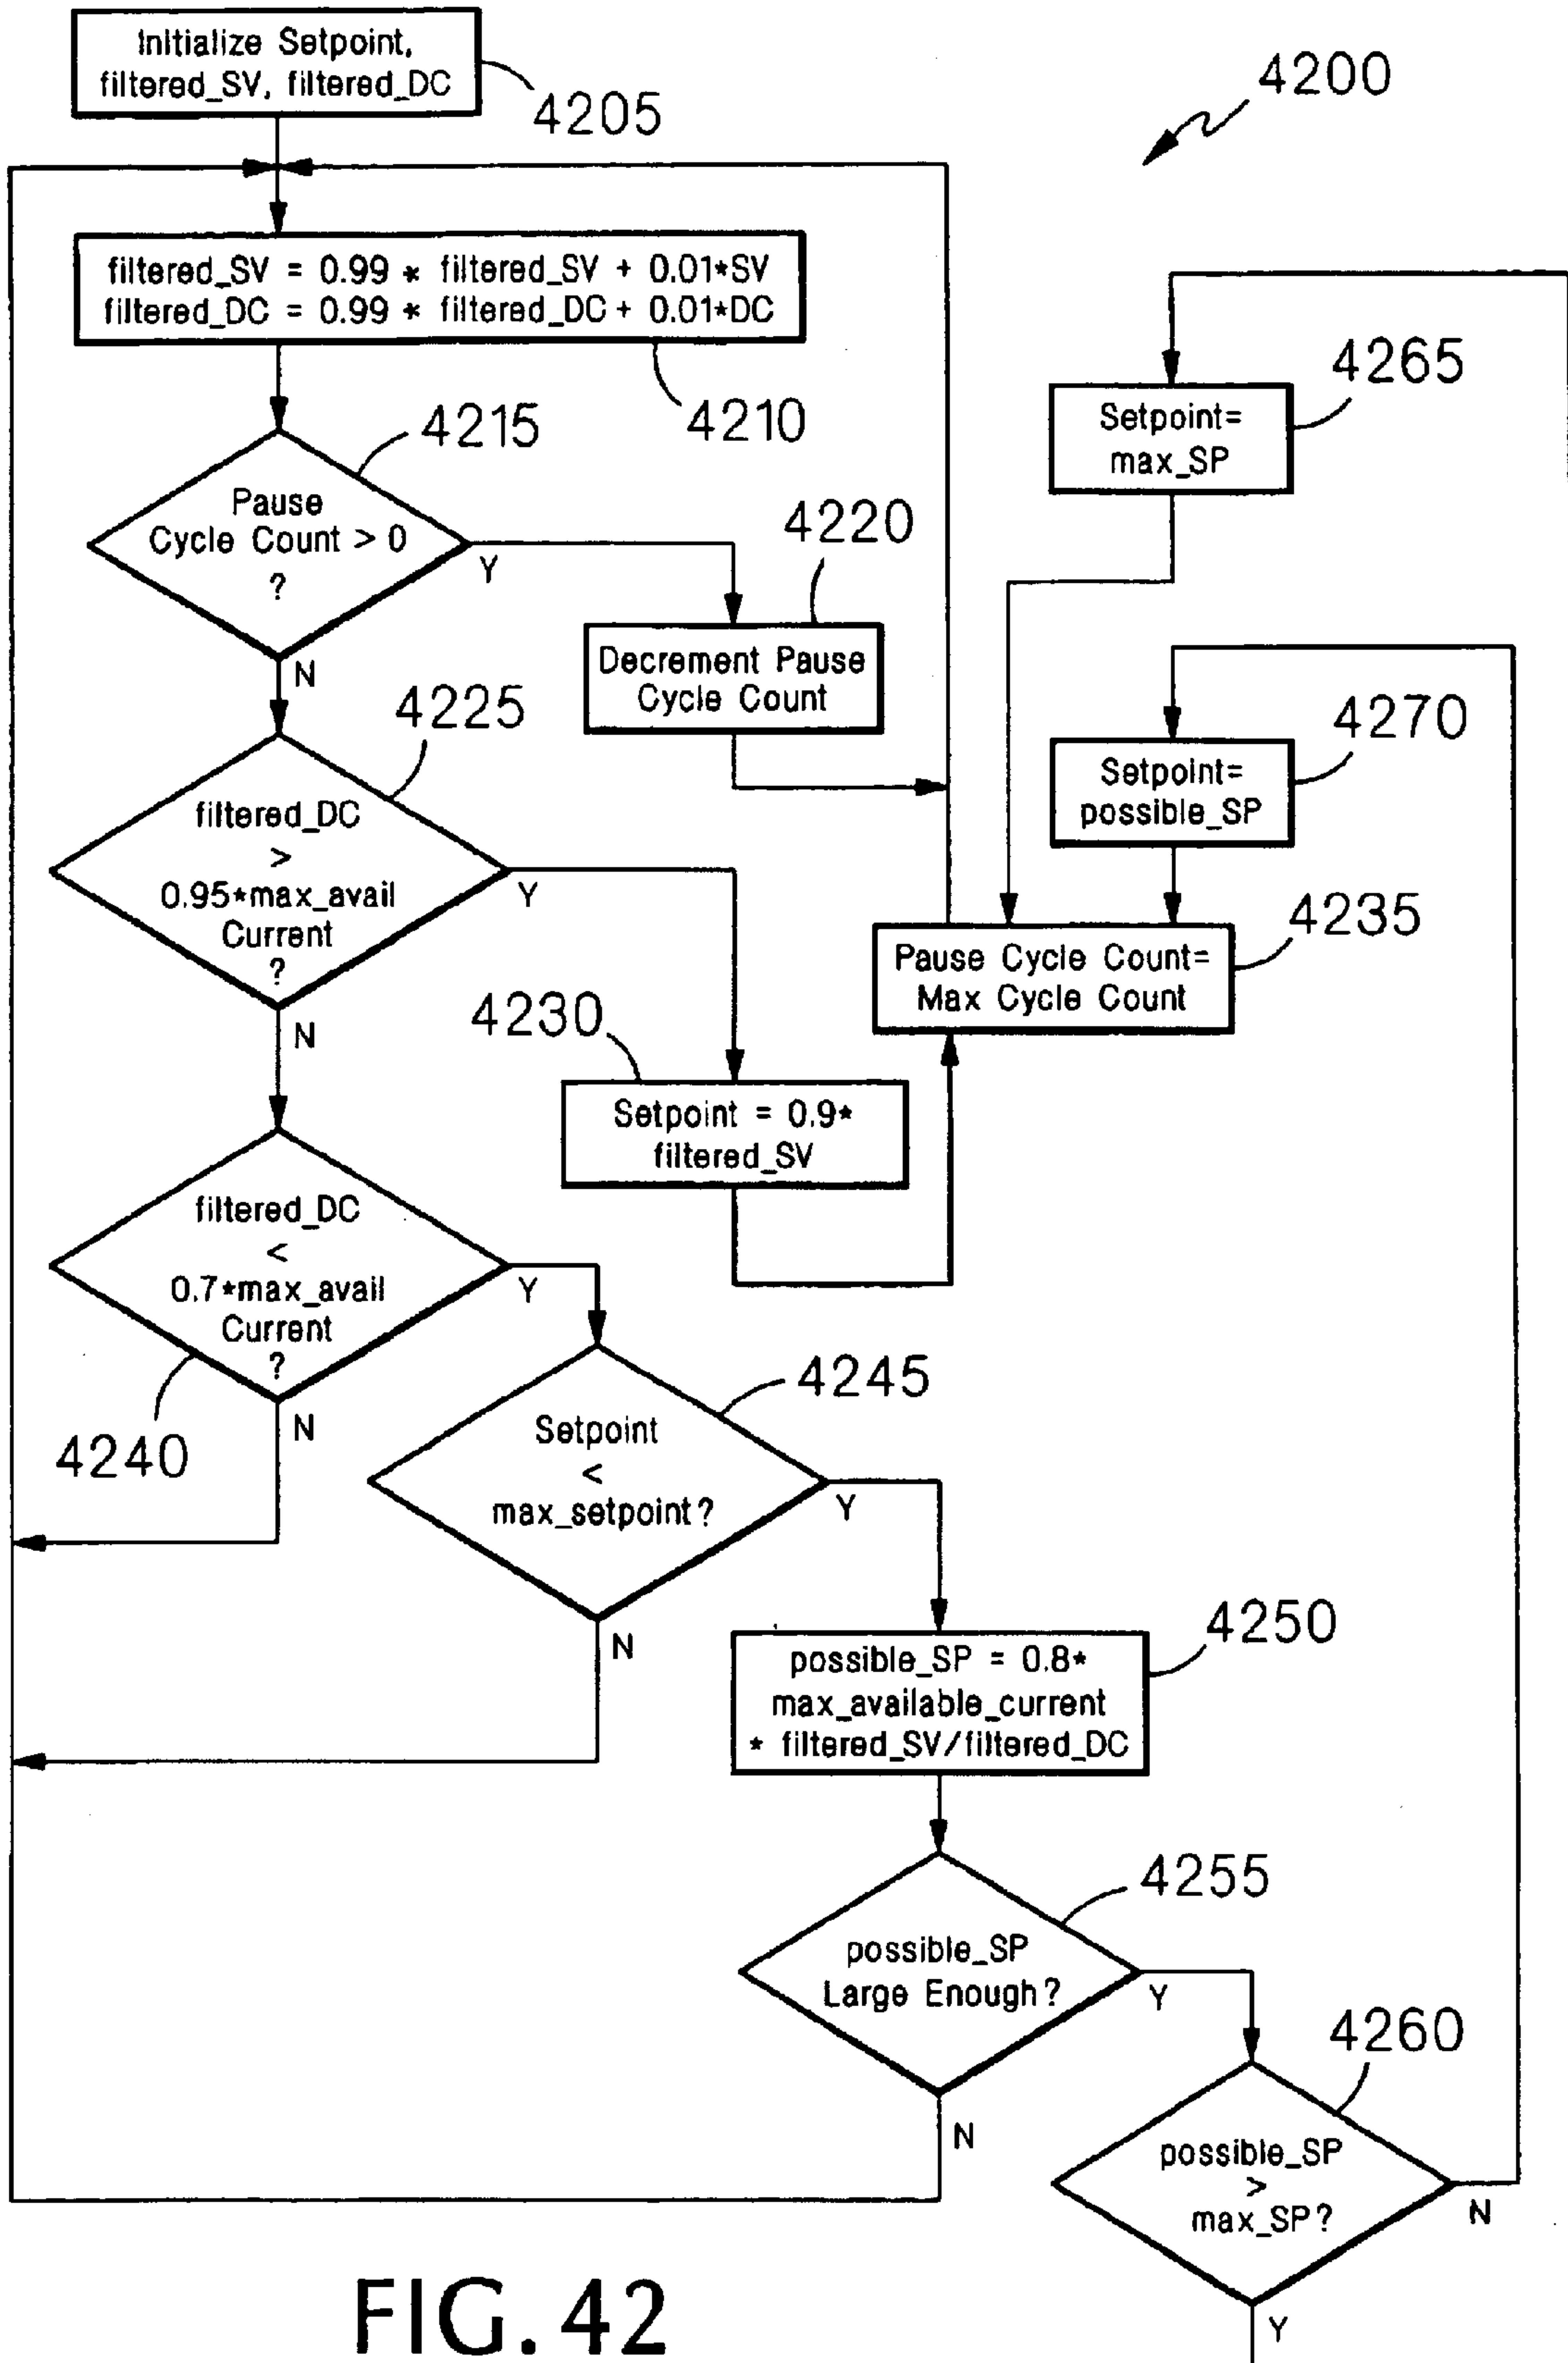 Initialize Setpoint,
filtered_SV, filtered_DC
4205
4200
filtered_SV = 0.99 * filtered_SV + 0.01*SV
filtered_DC = 0.99 * filtered_DC + 0.01*DC
4210
4215
Pause
Cycle Count > 0
?
Y
N
4220
Decrement Pause
Cycle Count
4265
Setpoint=
max_SP
4270
Setpoint=
possible_SP
4225
filtered_DC
>
0.95*max_avail
Current
?
Y
N
4235
Pause Cycle Count=
Max Cycle Count
4230
Setpoint = 0.9*
filtered_SV
filtered_DC
<
0.7*max_avail
Current
?
Y
N
4240
4245
Setpoint
<
max_setpoint?
Y
N
4250
possible_SP = 0.8*
max_available_current
* filtered_SV/filtered_DC
4255
possible_SP
Large Enough?
Y
N
4260
possible_SP
>
max_SP?
N
Y
FIG. 42